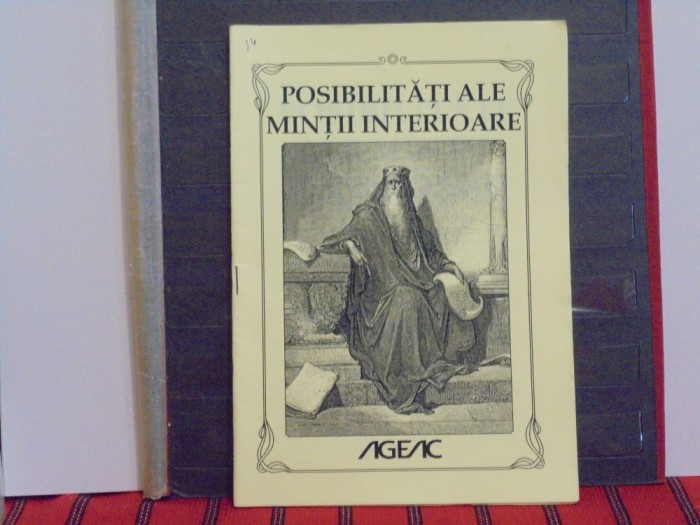 POSIBILITĂȚI ALE
MINȚII INTERIOARE
AGEAC